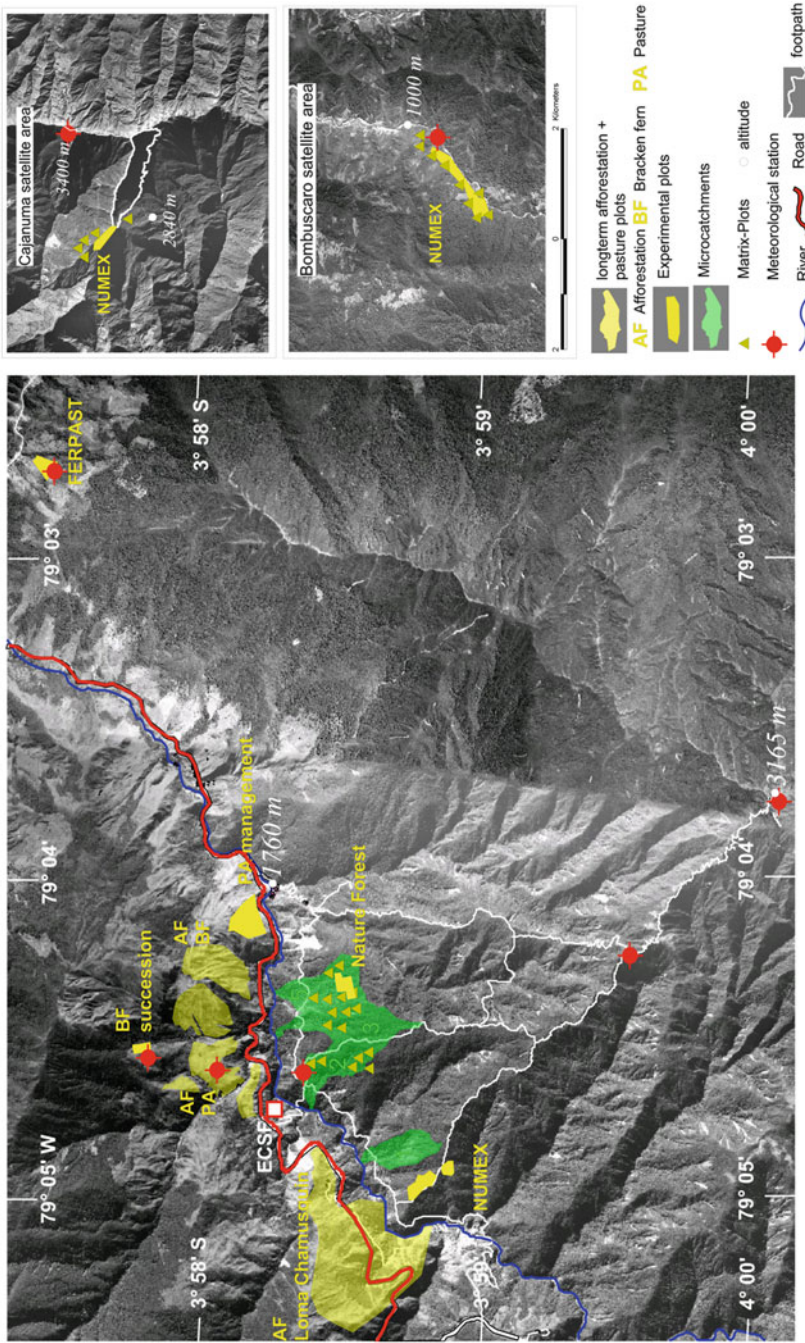 79° 05' W
79° 04'
79° 03'
BF
succession
AF
BF
AF
PA
FERPAST
3° 58' S
3° 58' S
PA management
ECSF
1760 m
AF
Loma Chamusquin
Nature Forest
2
3
3° 59'
3° 59'
NUMEX
4° 00'
4° 00'
3165 m
79° 05'
79° 04'
79° 03'
Cajanuma satellite area
3400 m
NUMEX
2840 m
Bombuscaro satellite area
1000 m
NUMEX
2 0 2
Kilometers
longterm afforestation +
pasture plots
AF Afforestation BF Bracken fern PA Pasture
Experimental plots
Microcatchments
Matrix-Plots altitude
Meteorological station
River Road footpath